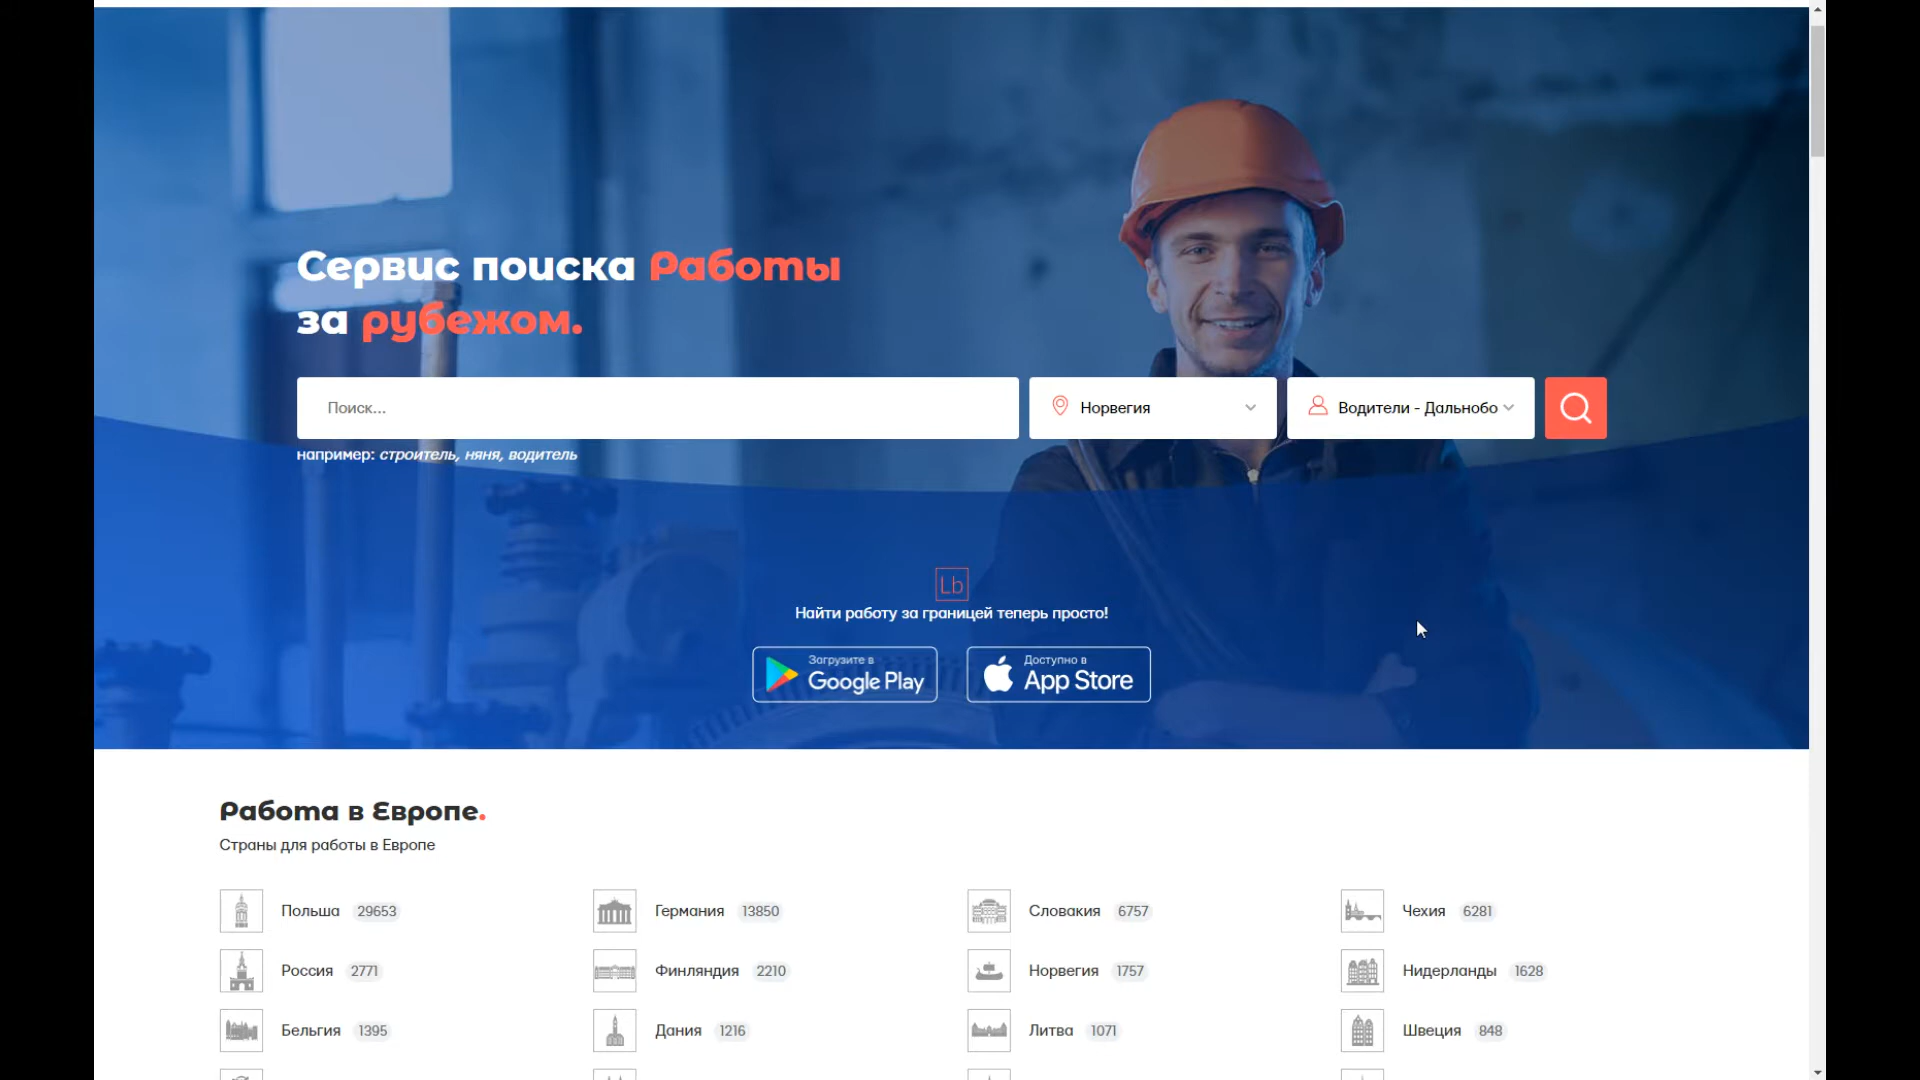 Сервис поиска Работы
за рубежом.
Поиск...
Норвегия
Водители - Дальнобо
например: строитель, няня, водитель
Lb
Найти работу за границей теперь просто!
Загрузите в
Google Play
Доступно в
App Store
Работа в Европе.
Страны для работы в Европе
Польша 29653
Германия 13850
Словакия 6757
Чехия 6281
Россия 2771
Финляндия 2210
Норвегия 1757
Нидерланды 1628
Бельгия 1395
Дания 1216
Литва 1071
Швеция 848